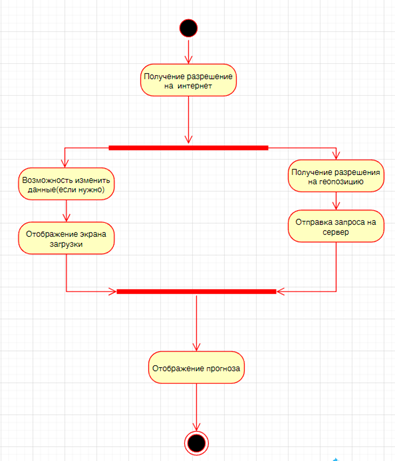 Получение разрешение
на интернет
Возможность изменить
данные(если нужно)
Отображение экрана
загрузки
Получение разрешения
на геопозицию
Отправка запроса на
сервер
Отображение прогноза